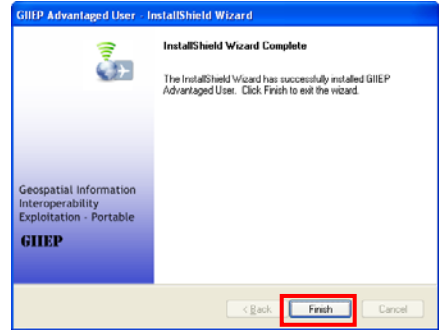 GIIEP Advantaged User - InstallShield Wizard
InstallShield Wizard Complete
The InstallShield Wizard has successfully installed GIIEP
Advantaged User. Click Finish to exit the wizard.
Geospatial Information
Interoperability
Exploitation - Portable
GIIEP
< Back
Finish
Cancel